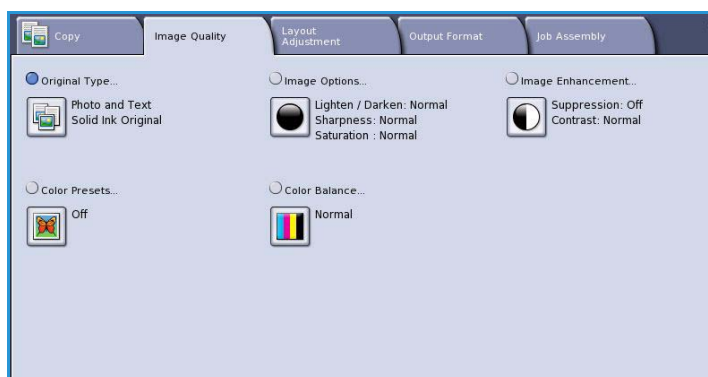 Copy
Image Quality
Layout
Adjustment
Output Format
Job Assembly
Original Type...
Photo and Text
Solid Ink Original
Image Options...
Lighten / Darken: Normal
Sharpness: Normal
Saturation : Normal
Image Enhancement...
Suppression: Off
Contrast: Normal
Color Presets...
Off
Color Balance...
Normal